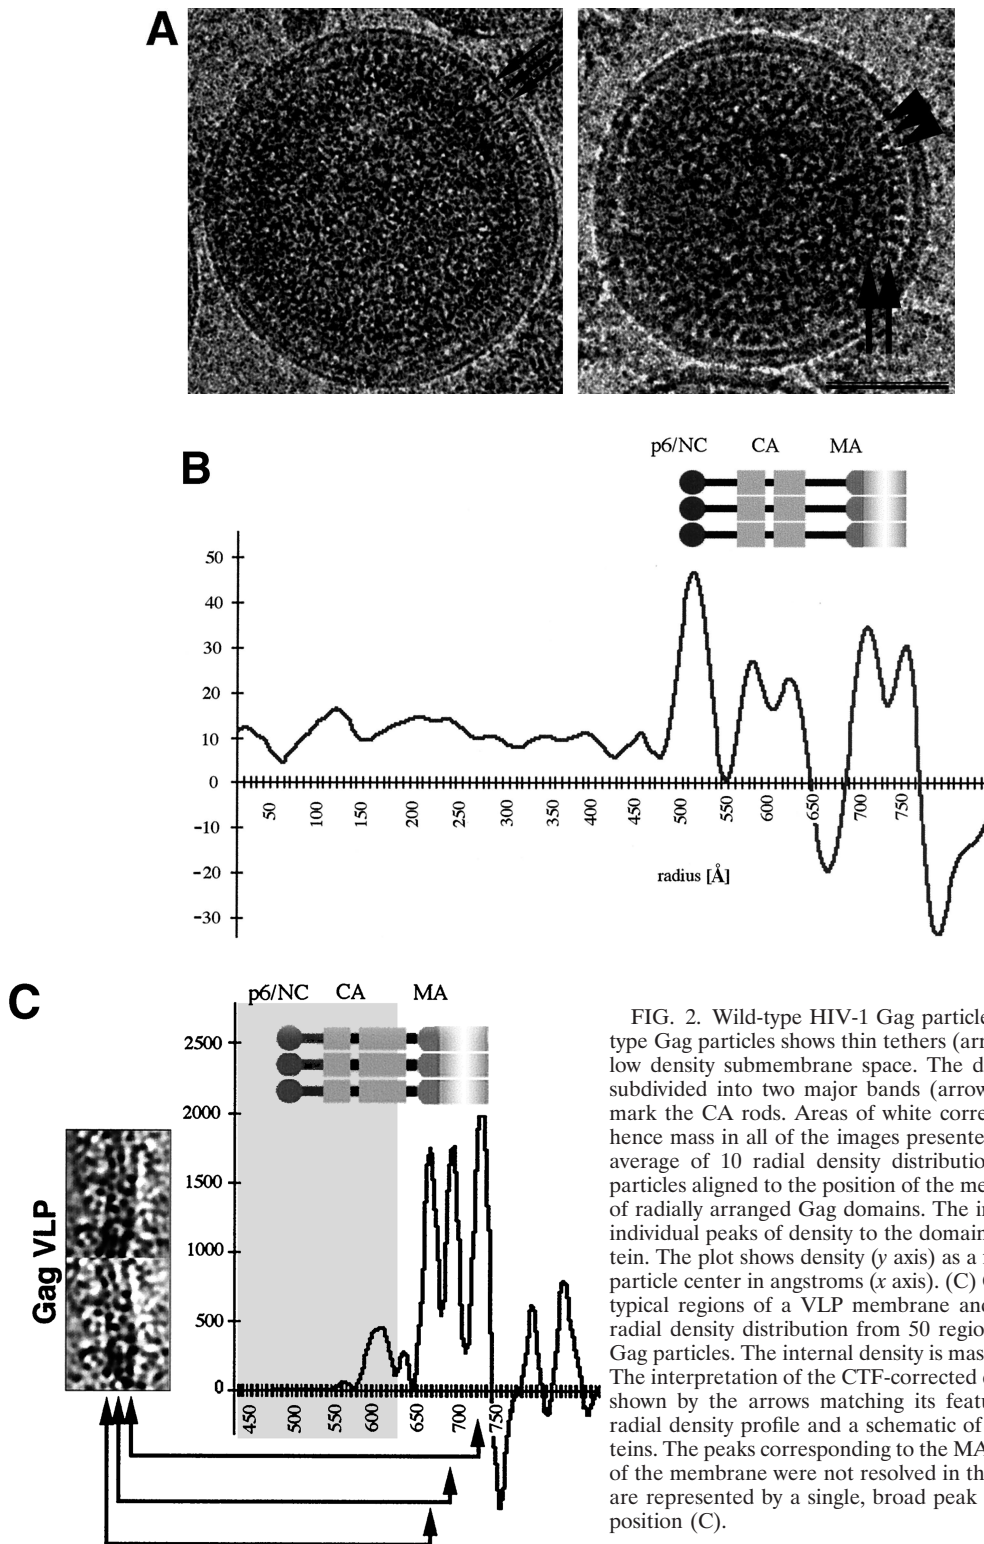 A
B
p6/NC CA MA
50
40
30
20
10
0
-10
-20
-30
50 100 150 200 250 300 350 400 450 500 550 600 650 700 750
radius [Å]
C
p6/NC CA MA
2500
2000
1500
1000
500
0
450 500 550 600 650 700 750
Gag VLP
FIG. 2. Wild-type HIV-1 Gag particle
type Gag particles shows thin tethers (arr
low density submembrane space. The d
subdivided into two major bands (arrow
mark the CA rods. Areas of white corre
hence mass in all of the images presente
average of 10 radial density distributio
particles aligned to the position of the me
of radially arranged Gag domains. The i
individual peaks of density to the domain
tein. The plot shows density (y axis) as a
particle center in angstroms (x axis). (C)
typical regions of a VLP membrane and
radial density distribution from 50 regio
Gag particles. The internal density is mas
The interpretation of the CTF-corrected
shown by the arrows matching its featu
radial density profile and a schematic of
teins. The peaks corresponding to the MA
of the membrane were not resolved in th
are represented by a single, broad peak
position (C).